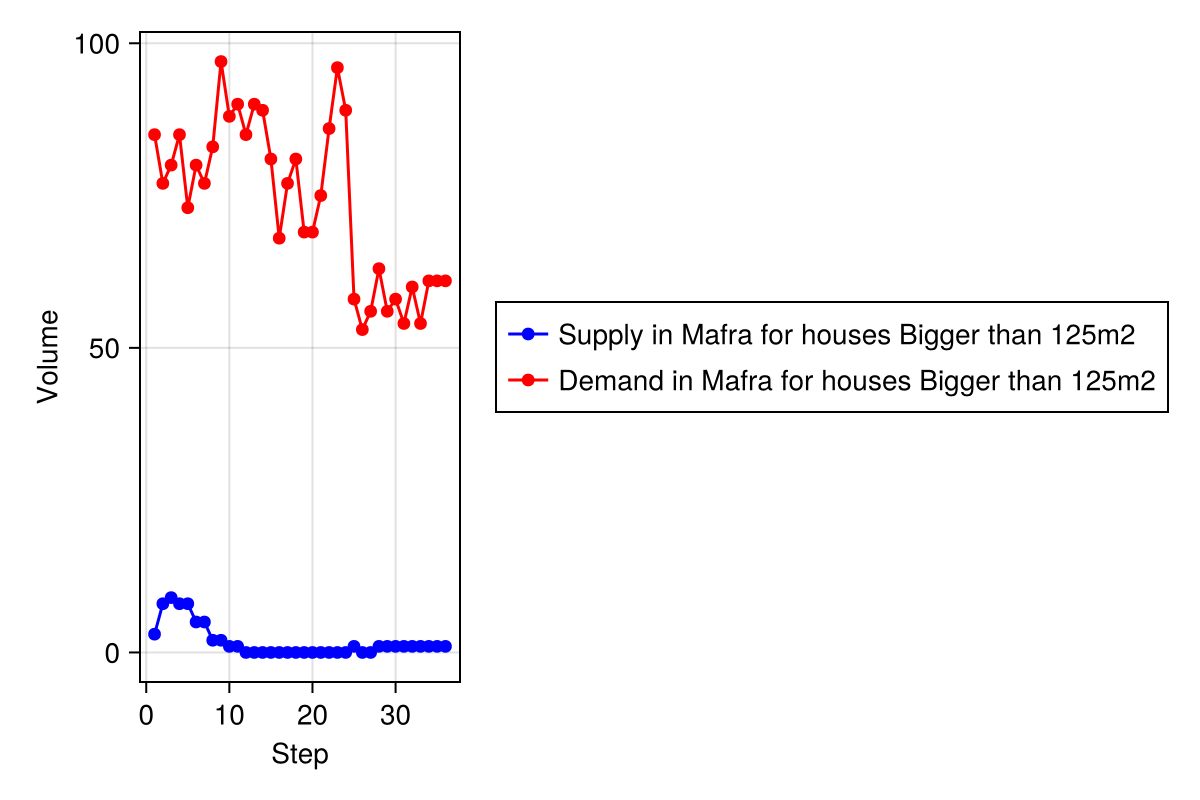 100
50
0
Volume
0 10 20 30
Step
Supply in Mafra for houses Bigger than 125m2
Demand in Mafra for houses Bigger than 125m2